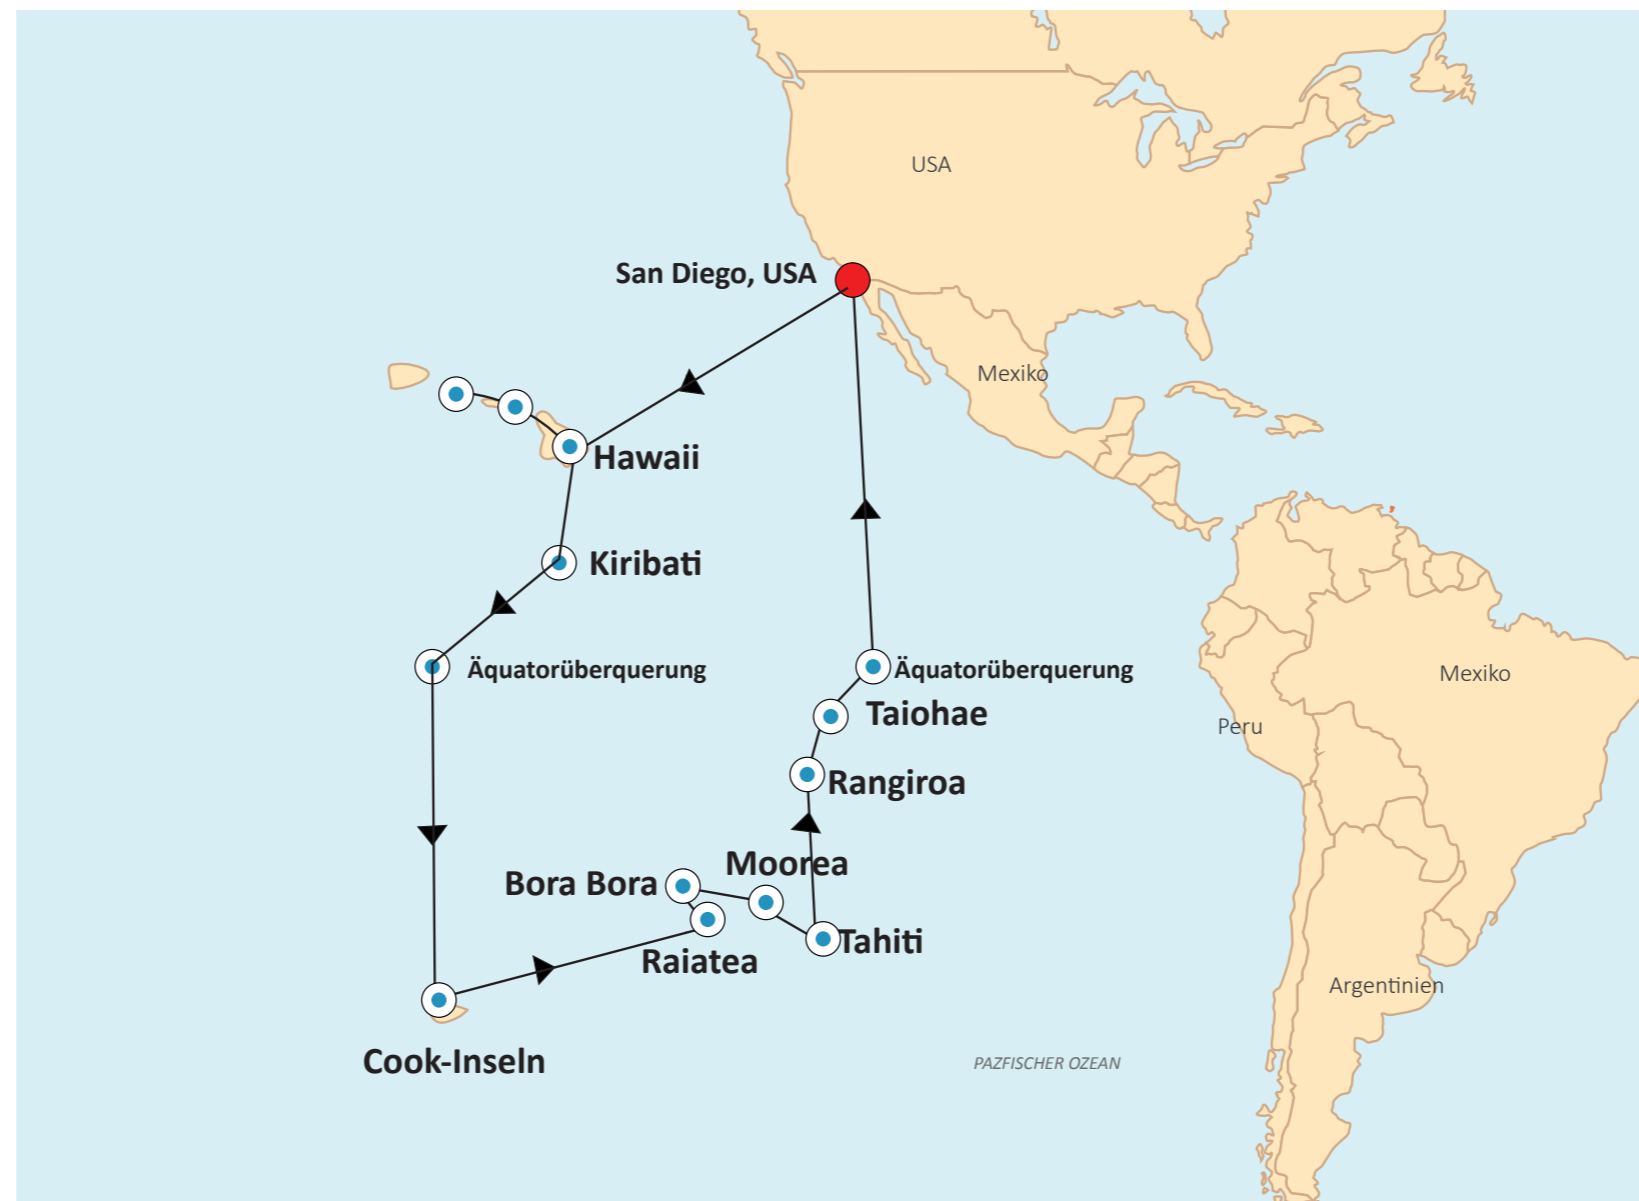 USA
San Diego, USA
Mexiko
Hawaii
Kiribati
Äquatorüberquerung
Äquatorüberquerung
Mexiko
Taiohae
Peru
Rangiroa
Moorea
Bora Bora
Tahiti
Raiatea
Argentinien
Cook-Inseln
PAZFISCHER OZEAN